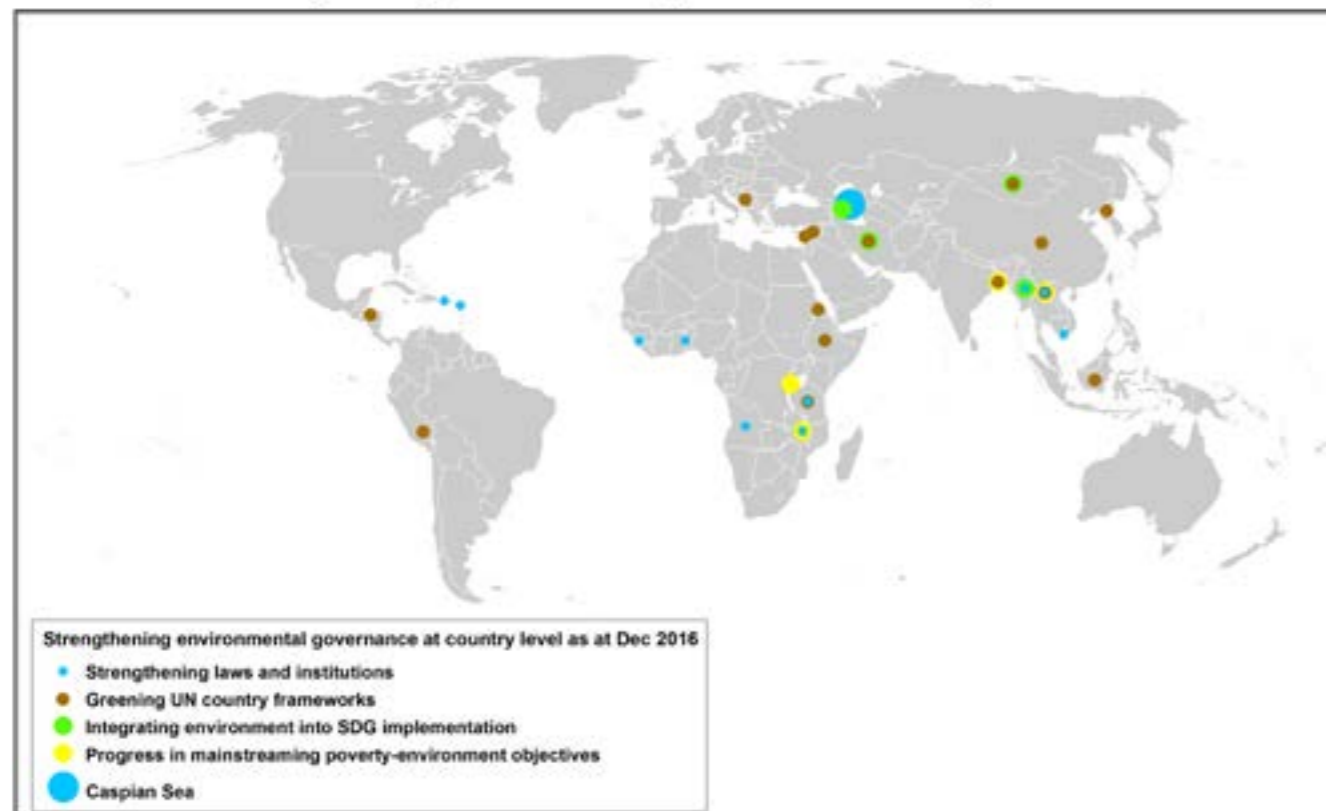 Strengthening environmental governance at country level as at Dec 2016
Strengthening laws and institutions
Greening UN country frameworks
Integrating environment into SDG implementation
Progress in mainstreaming poverty-environment objectives
Caspian Sea